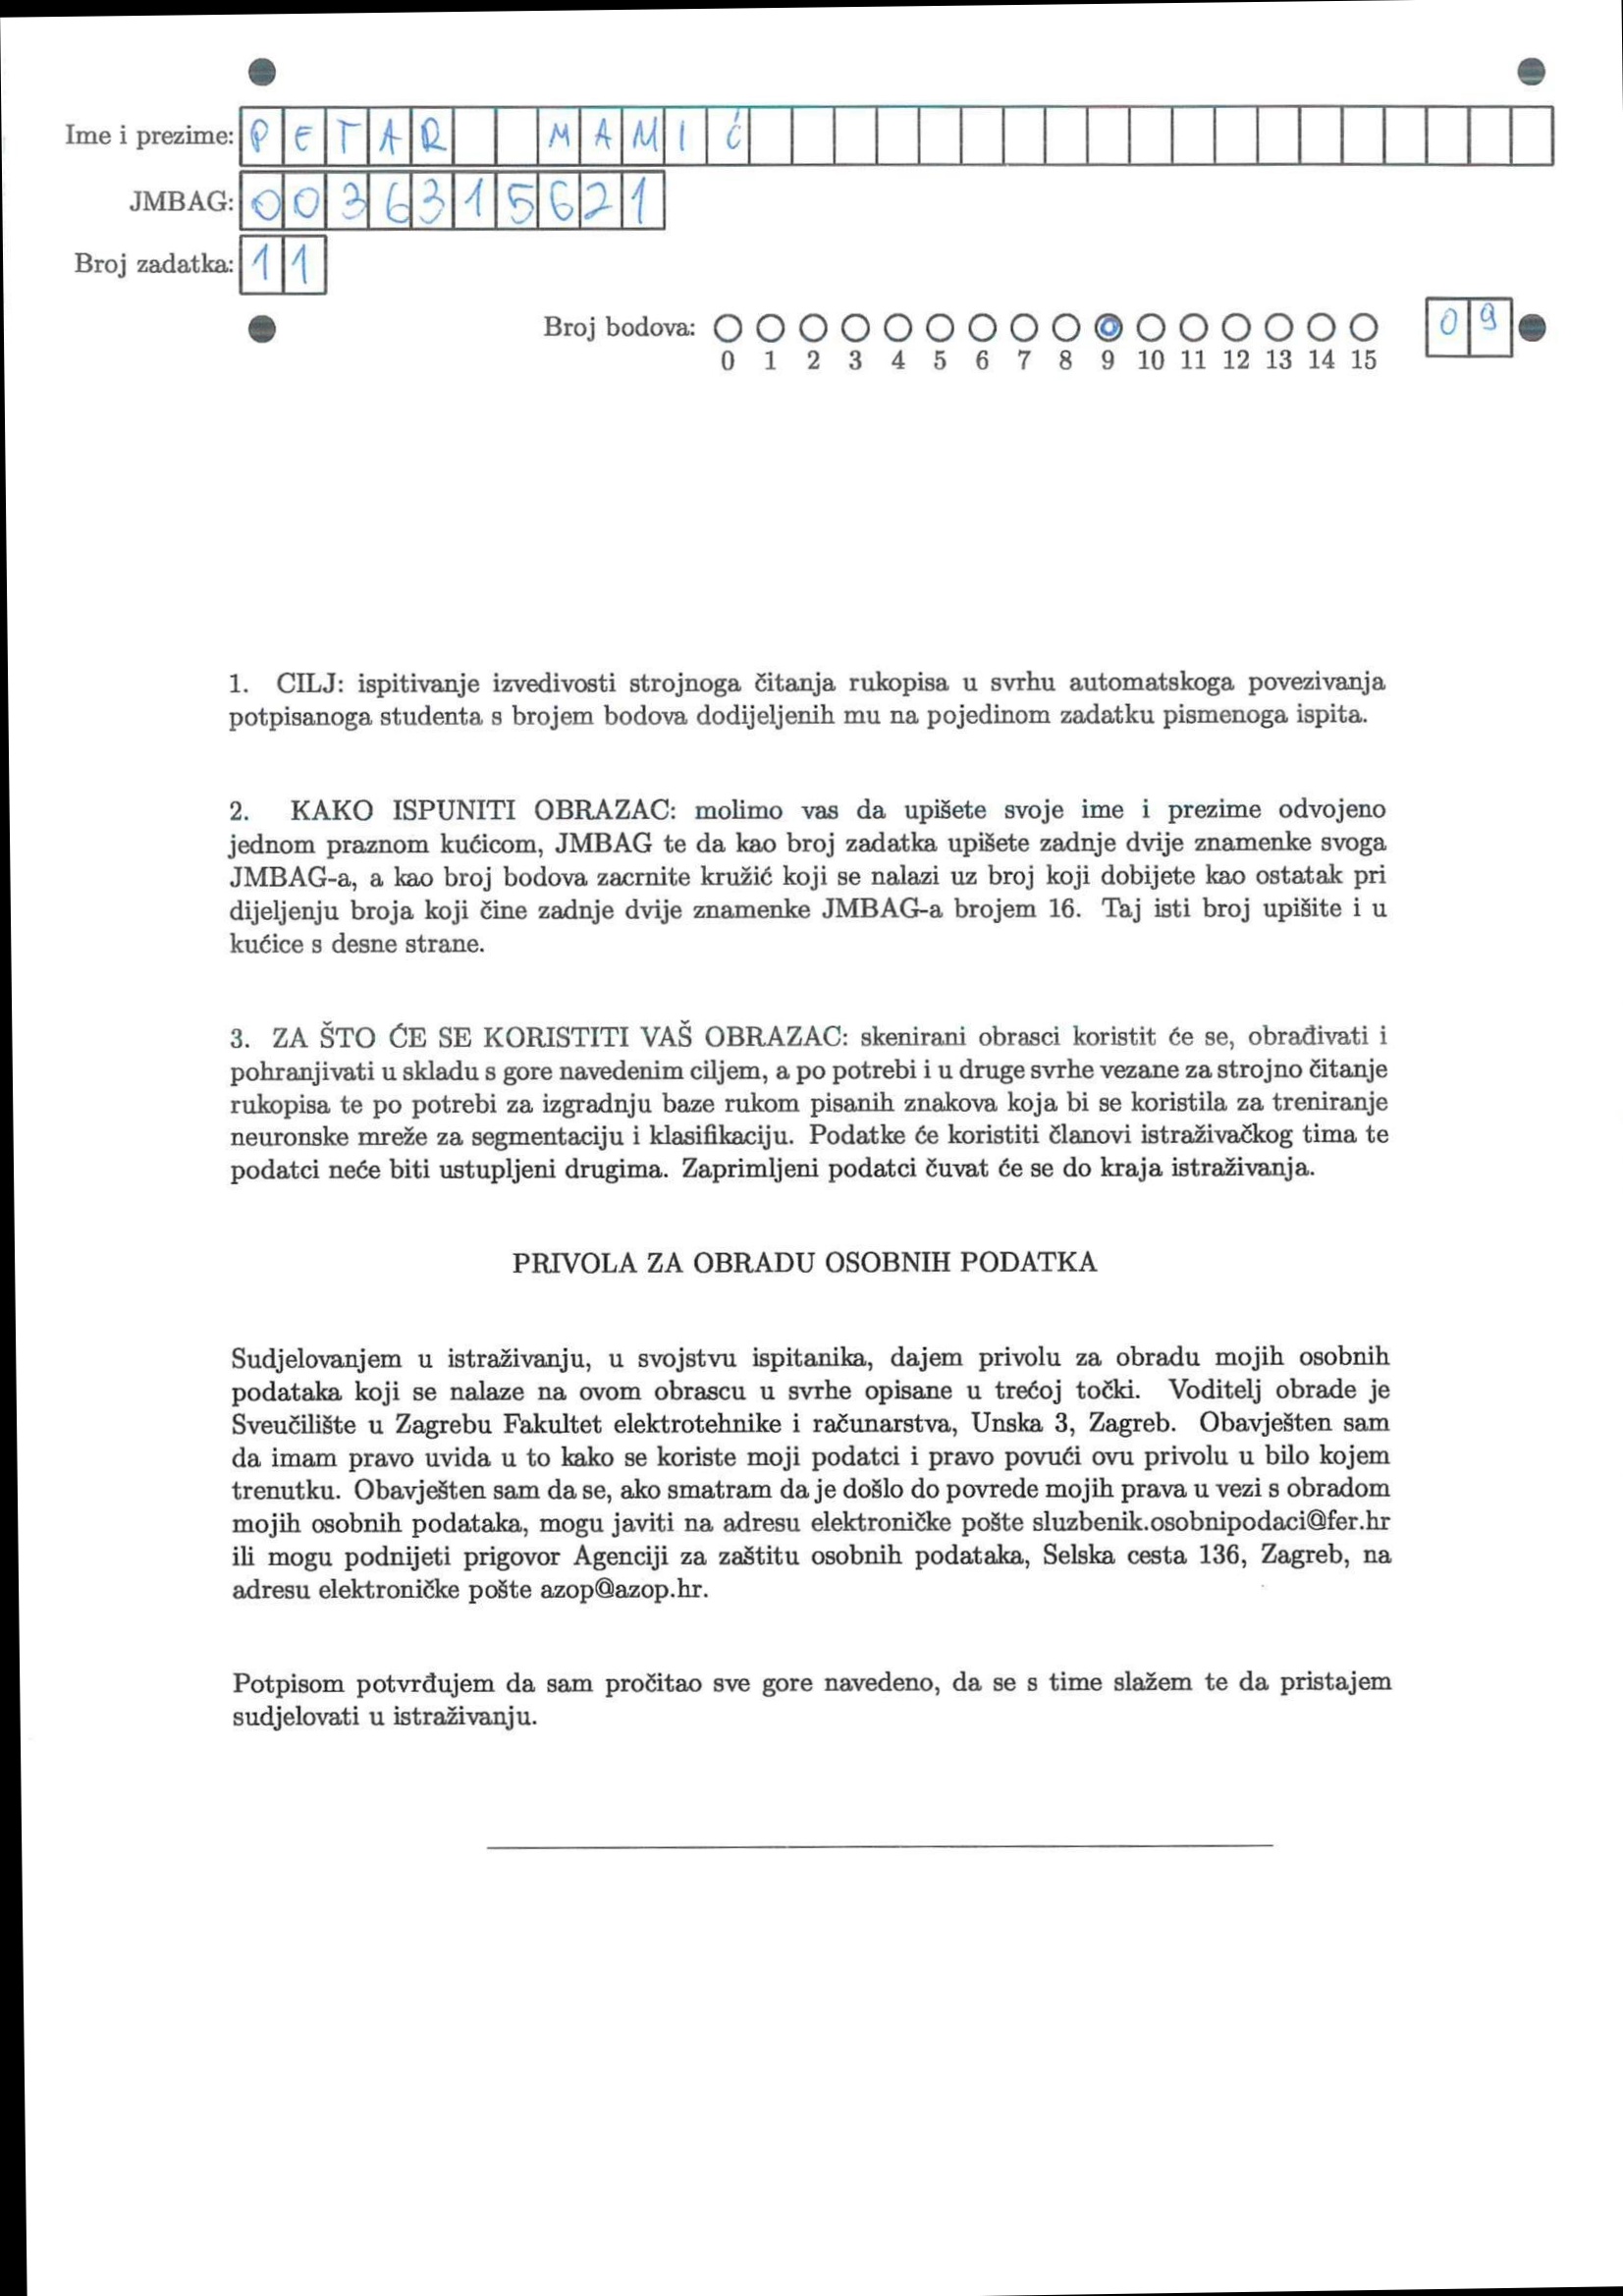 Ime i prezime: PETAR  MAMIĆ
JMBAG: 0036315621
Broj zadatka: 11
Broj bodova: 09
0 1 2 3 4 5 6 7 8 9 10 11 12 13 14 15
1. CILJ: ispitivanje izvedivosti strojnoga čitanja rukopisa u svrhu automatskoga povezivanja
potpisanoga studenta s brojem bodova dodijeljenih mu na pojedinom zadatku pismenoga ispita.
2. KAKO ISPUNITI OBRAZAC: molimo vas da upišete svoje ime i prezime odvojeno
jednom praznom kućicom, JMBAG te da kao broj zadatka upišete zadnje dvije znamenke svoga
JMBAG-a, a kao broj bodova zacrnite kružić koji se nalazi uz broj koji dobijete kao ostatak pri
dijeljenju broja koji čine zadnje dvije znamenke JMBAG-a brojem 16. Taj isti broj upišite i u
kućice s desne strane.
3. ZA ŠTO ĆE SE KORISTITI VAŠ OBRAZAC: skenirani obrasci koristit će se, obrađivati i
pohranjivati u skladu s gore navedenim ciljem, a po potrebi i u druge svrhe vezane za strojno čitanje
rukopisa te po potrebi za izgradnju baze rukom pisanih znakova koja bi se koristila za treniranje
neuronske mreže za segmentaciju i klasifikaciju. Podatke će koristiti članovi istraživačkog tima te
podatci neće biti ustupljeni drugima. Zaprimljeni podatci čuvat će se do kraja istraživanja.
PRIVOLA ZA OBRADU OSOBNIH PODATKA
Sudjelovanjem u istraživanju, u svojstvu ispitanika, dajem privolu za obradu mojih osobnih
podataka koji se nalaze na ovom obrascu u svrhe opisane u trećoj točki. Voditelj obrade je
Sveučilište u Zagrebu Fakultet elektrotehnike i računarstva, Unska 3, Zagreb. Obavješten sam
da imam pravo uvida u to kako se koriste moji podatci i pravo povući ovu privolu u bilo kojem
trenutku. Obavješten sam da se, ako smatram da je došlo do povrede mojih prava u vezi s obradom
mojih osobnih podataka, mogu javiti na adresu elektroničke pošte sluzbenik.osobnipodaci@fer.hr
ili mogu podnijeti prigovor Agenciji za zaštitu osobnih podataka, Selska cesta 136, Zagreb, na
adresu elektroničke pošte azop@azop.hr.
Potpisom potvrđujem da sam pročitao sve gore navedeno, da se s time slažem te da pristajem
sudjelovati u istraživanju.